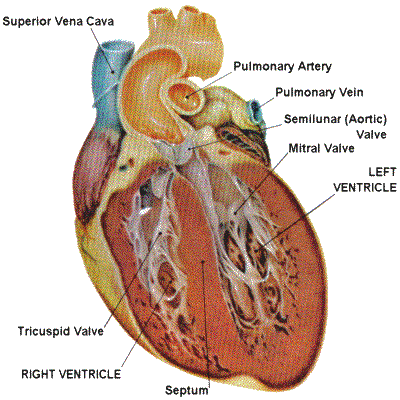 Superior Vena Cava
Pulmonary Artery
Pulmonary Vein
Semilunar (Aortic)
Valve
Mitral Valve
LEFT
VENTRICLE
Tricuspid Valve
RIGHT VENTRICLE
Septum